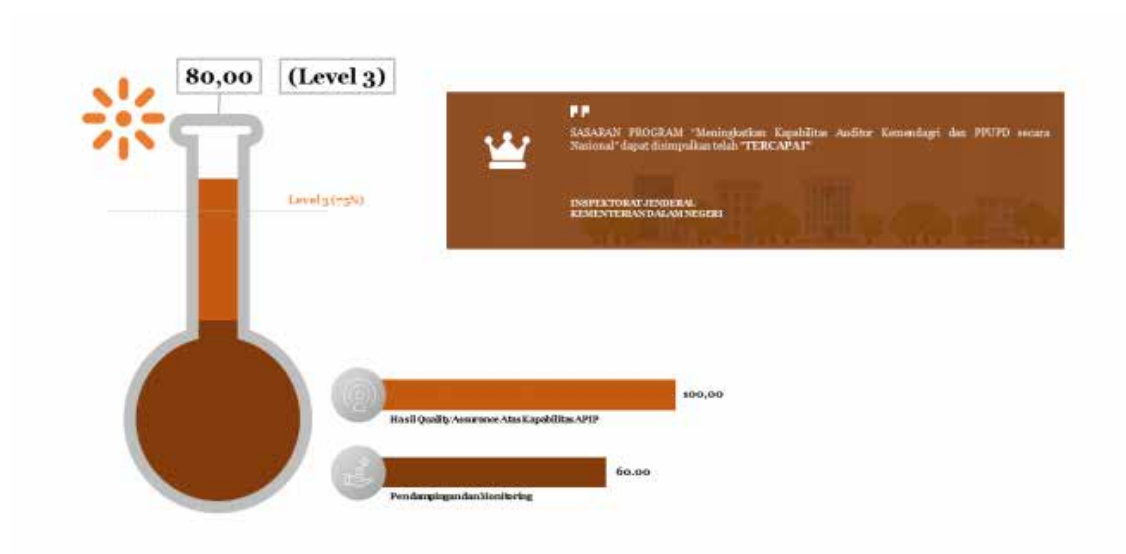 80,00 (Level 3)
"
SASARAN PROGRAM "Meningkatkan Kapabilitas Auditor Kemendagri dan PPUPD secara
Nasional" dapat disimpulkan telah "TERCAPAI"
Level 3 (75%)
INSPEKTORAT JENDERAL
KEMENTERIAN DALAM NEGERI
100,00
Hasil Quality Assurance Atas Kapabilitas APIP
60.00
Pendampingan dan Monitoring